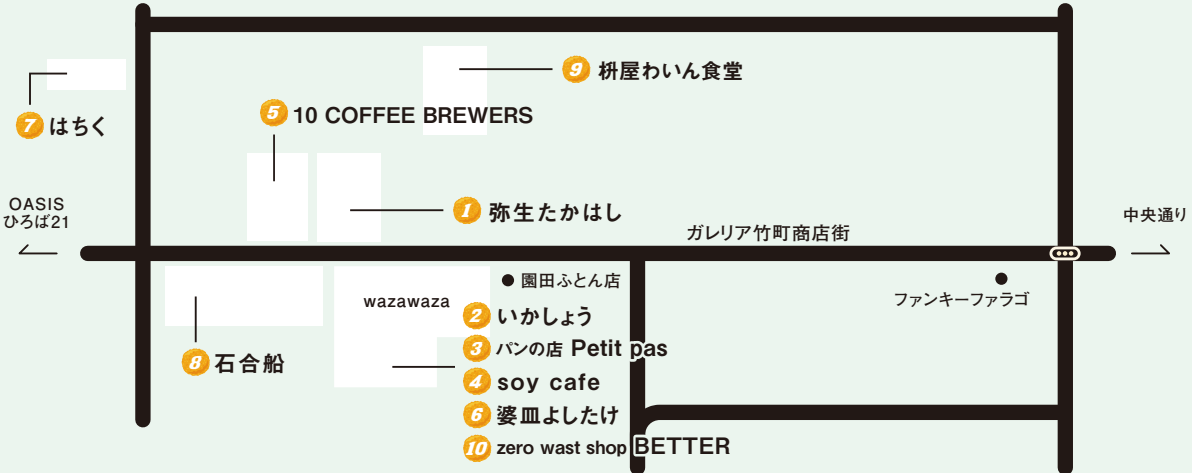 9 枡屋わいん食堂
5 10 COFFEE BREWERS
7 はちく
OASIS
ひろば21
1 弥生たかはし
中央通り
ガレリア竹町商店街
園田ふとん店
wazawaza
ファンキーファラゴ
2 いかしょう
3 パンの店 Petit pas
8 石合船
4 soy cafe
6 婆皿よしたけ
10 zero wast shop BETTER